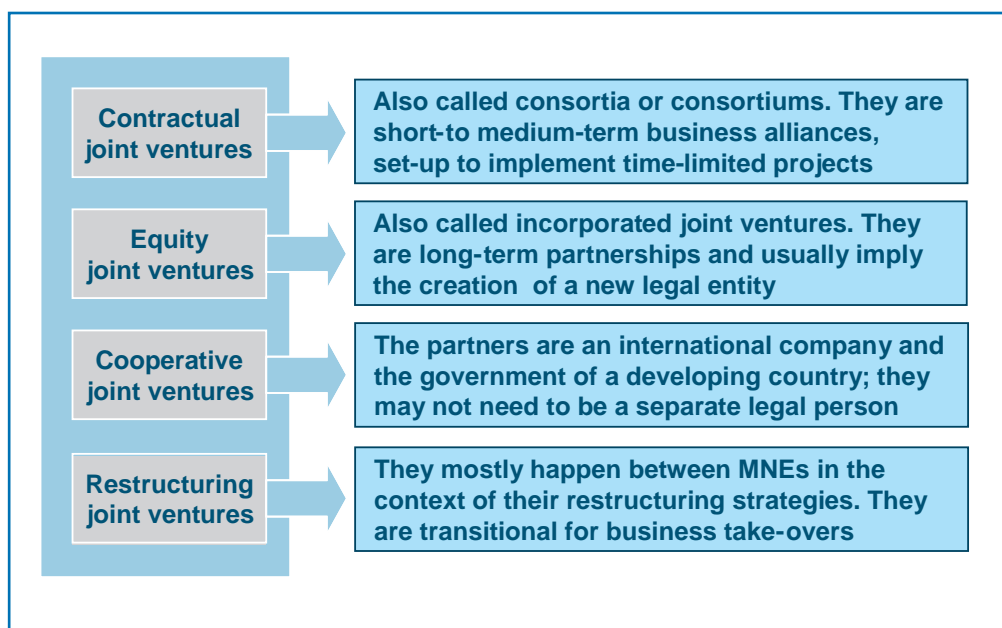 Contractual
joint ventures
Also called consortia or consortiums. They are
short-to medium-term business alliances,
set-up to implement time-limited projects
Equity
joint ventures
Also called incorporated joint ventures. They
are long-term partnerships and usually imply
the creation  of a new legal entity
Cooperative
joint ventures
The partners are an international company and
the government of a developing country; they
may not need to be a separate legal person
Restructuring
joint ventures
They mostly happen between MNEs in the
context of their restructuring strategies. They
are transitional for business take-overs